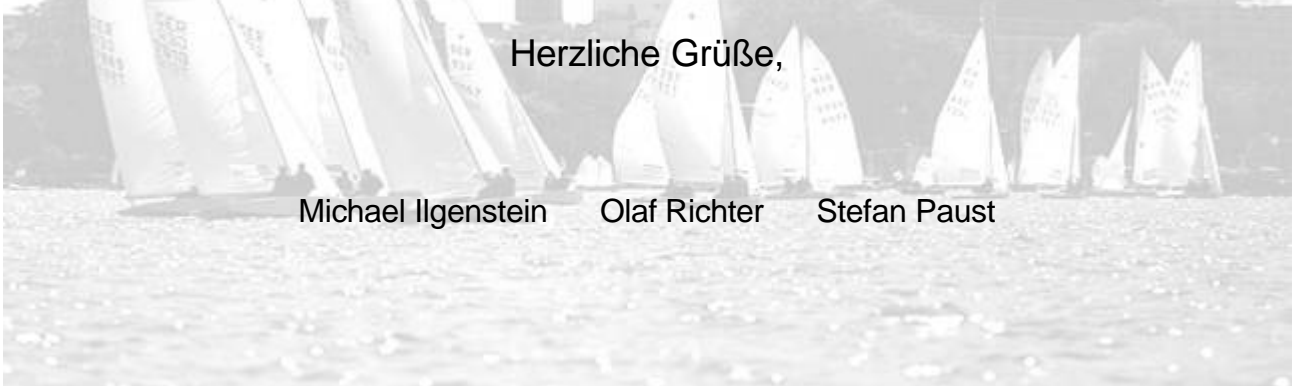 Herzliche Grüße,
Michael Ilgenstein Olaf Richter Stefan Paust